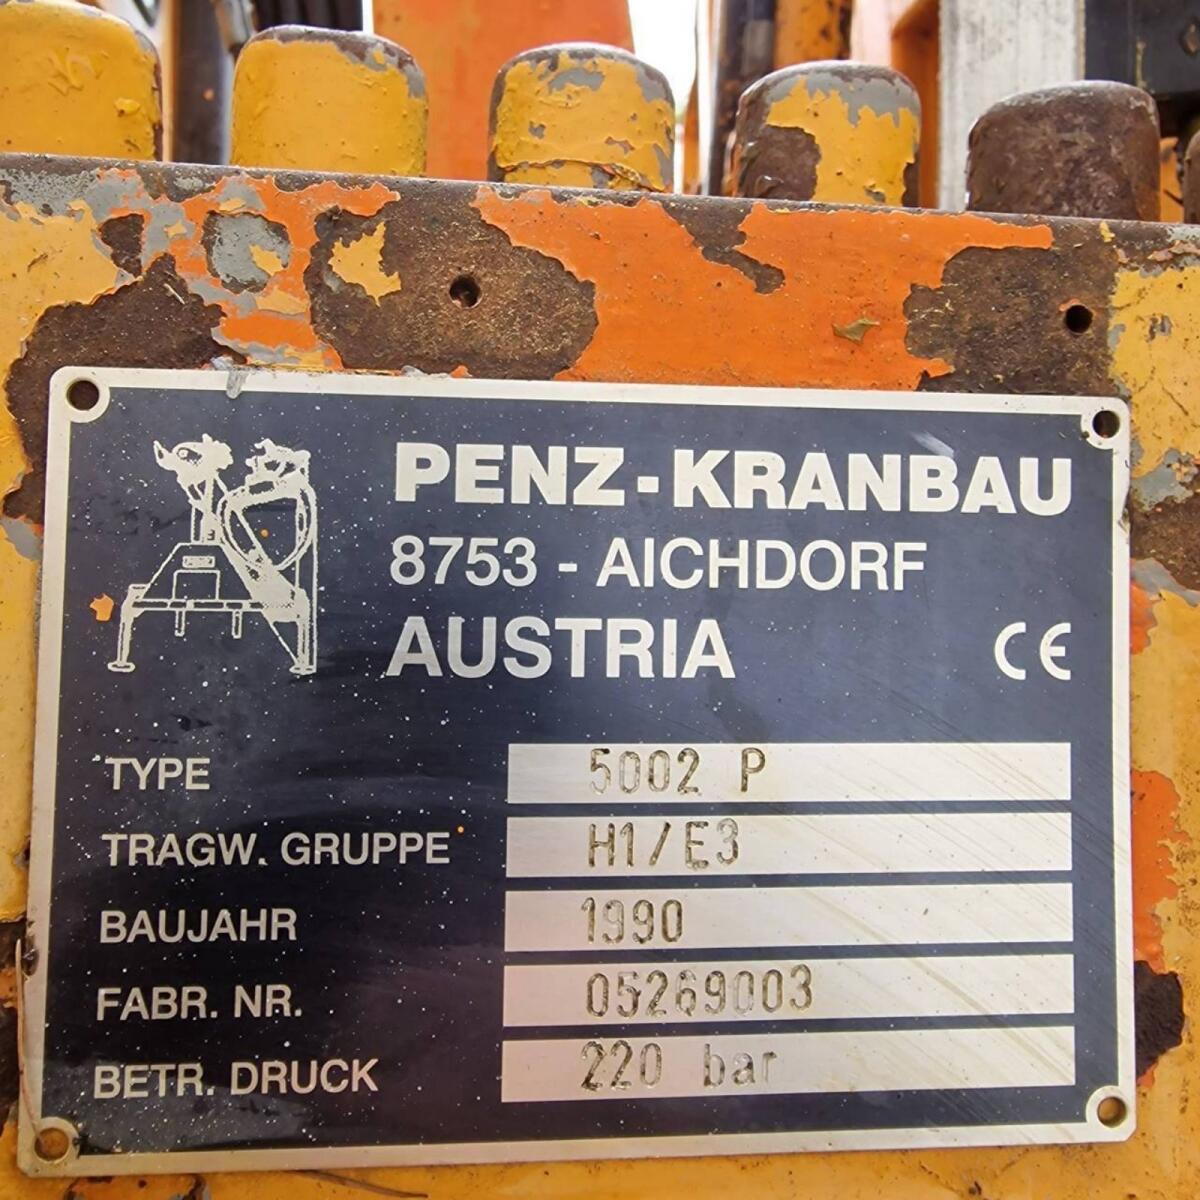 PENZ-KRANBAU
8753 - AICHDORF
AUSTRIA CE
TYPE 5002 P
TRAGW. GRUPPE H1/E3
BAUJAHR 1990
FABR. NR. 05269003
BETR. DRUCK 220 bar